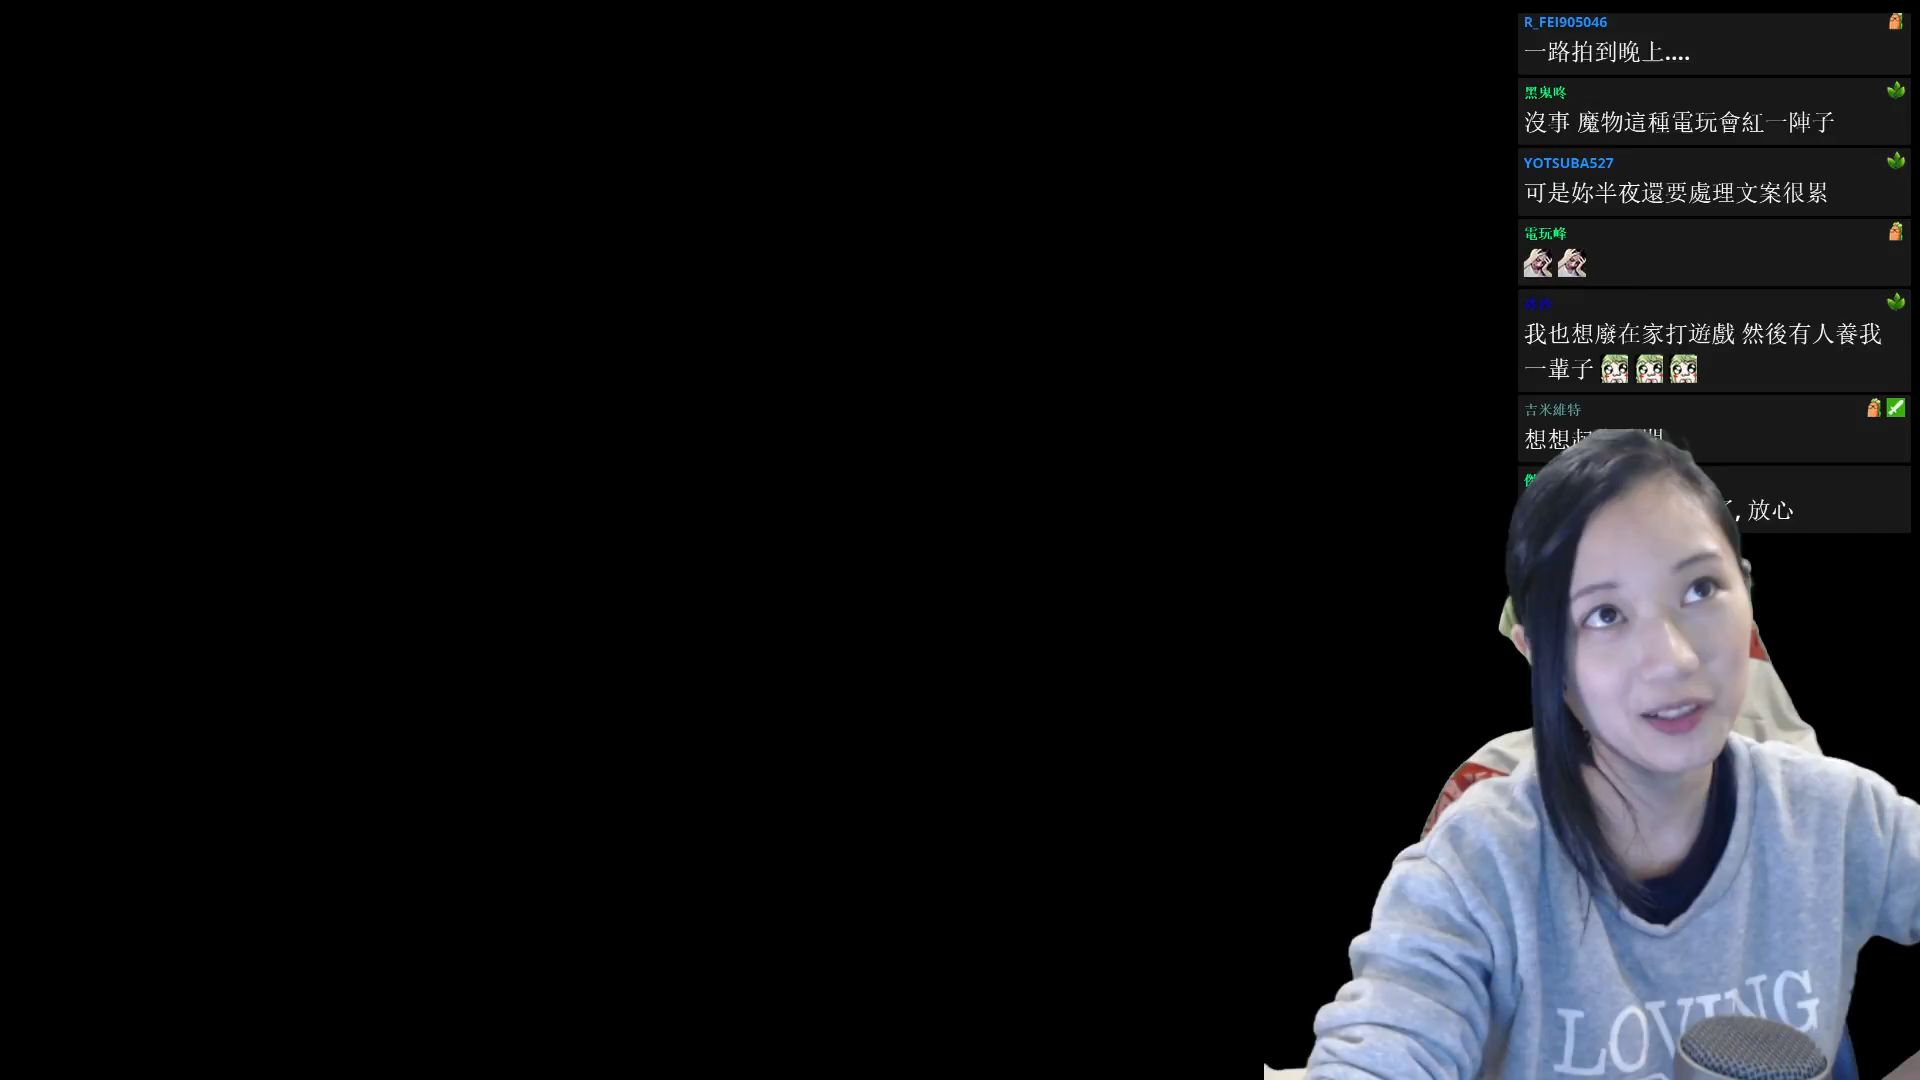 R_FEI905046
一路拍到晚上....
黑鬼咚
沒事 魔物這種電玩會紅一陣子
YOTSUBA527
可是妳半夜還要處理文案很累
電玩峰
我也想廢在家打遊戲 然後有人養我
一輩子
吉米維特
想想起
, 放心
LOVING